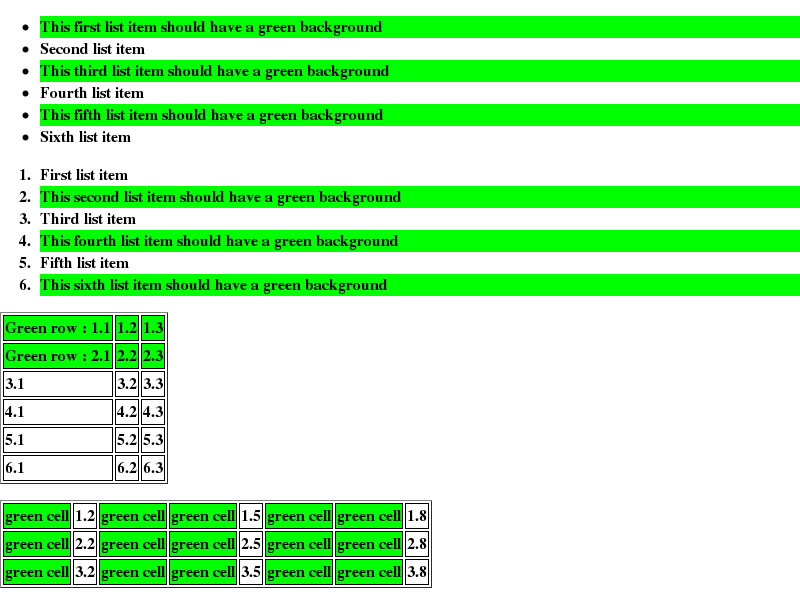 • This first list item should have a green background
• Second list item
• This third list item should have a green background
• Fourth list item
• This fifth list item should have a green background
• Sixth list item
1. First list item
2. This second list item should have a green background
3. Third list item
4. This fourth list item should have a green background
5. Fifth list item
6. This sixth list item should have a green background
Green row : 1.1 1.2 1.3
Green row : 2.1 2.2 2.3
3.1 3.2 3.3
4.1 4.2 4.3
5.1 5.2 5.3
6.1 6.2 6.3
green cell 1.2 green cell green cell 1.5 green cell green cell 1.8
green cell 2.2 green cell green cell 2.5 green cell green cell 2.8
green cell 3.2 green cell green cell 3.5 green cell green cell 3.8